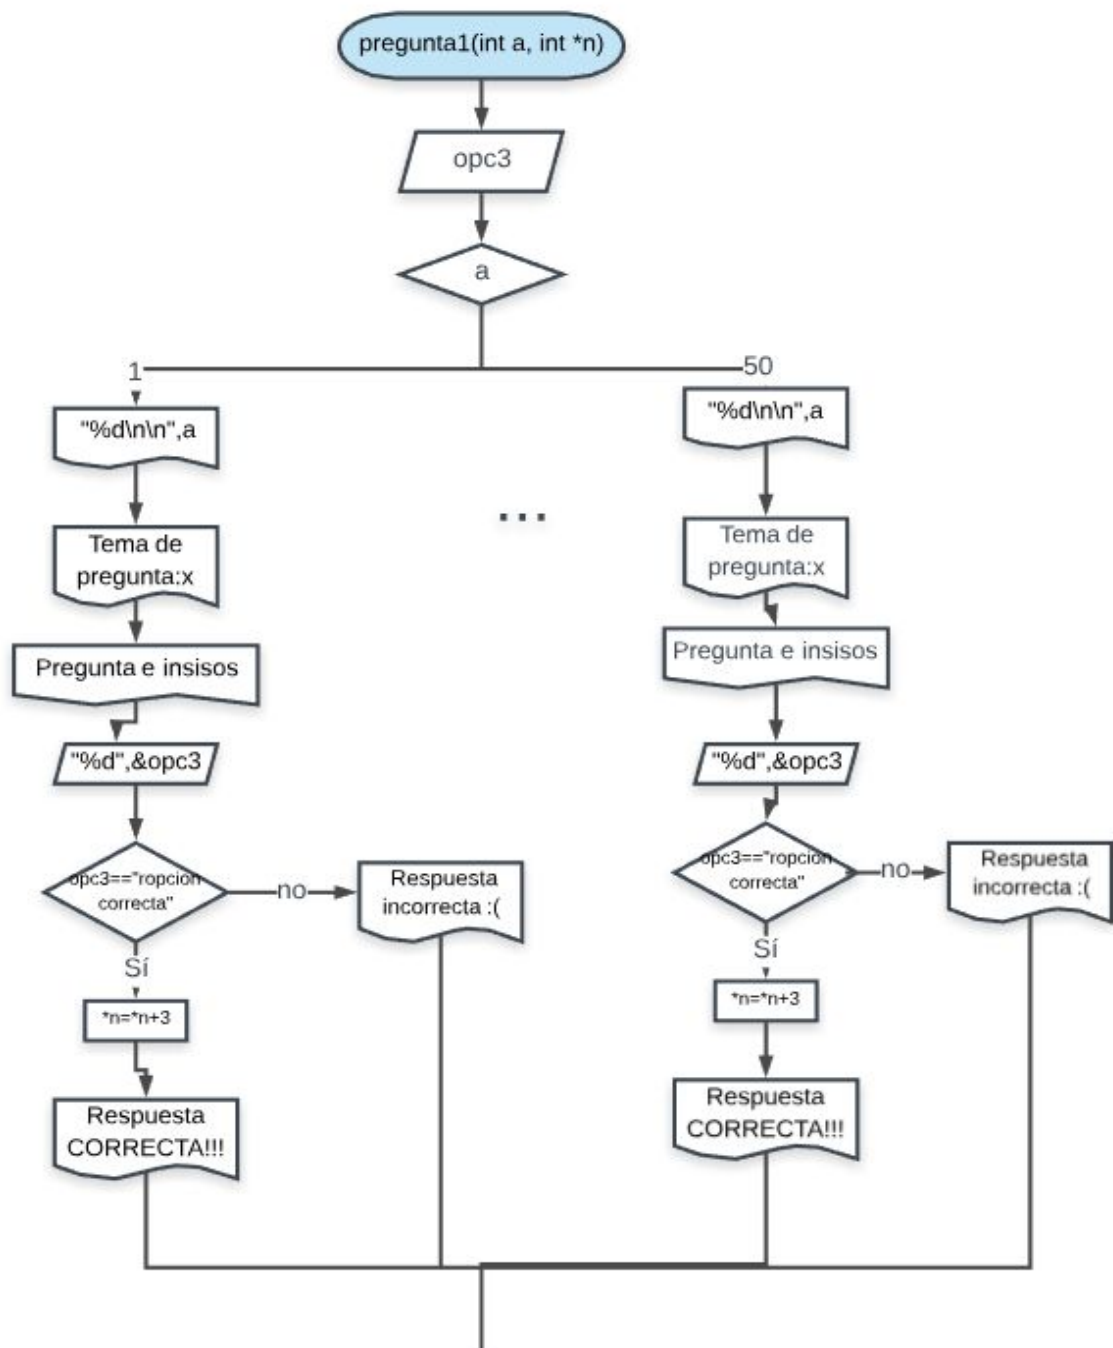 pregunta1(int a, int *n)
opc3
a
1
50
"%d\n\n",a
Tema de
pregunta:x
Pregunta e insisos
"%d",&opc3
opc3=="ropcion
correcta"
no
Respuesta
incorrecta :(
Sí
*n=*n+3
Respuesta
CORRECTA!!!
...
"%d\n\n",a
Tema de
pregunta:x
Pregunta e insisos
"%d",&opc3
opc3=="ropcion
correcta"
no
Respuesta
incorrecta :(
Sí
*n=*n+3
Respuesta
CORRECTA!!!